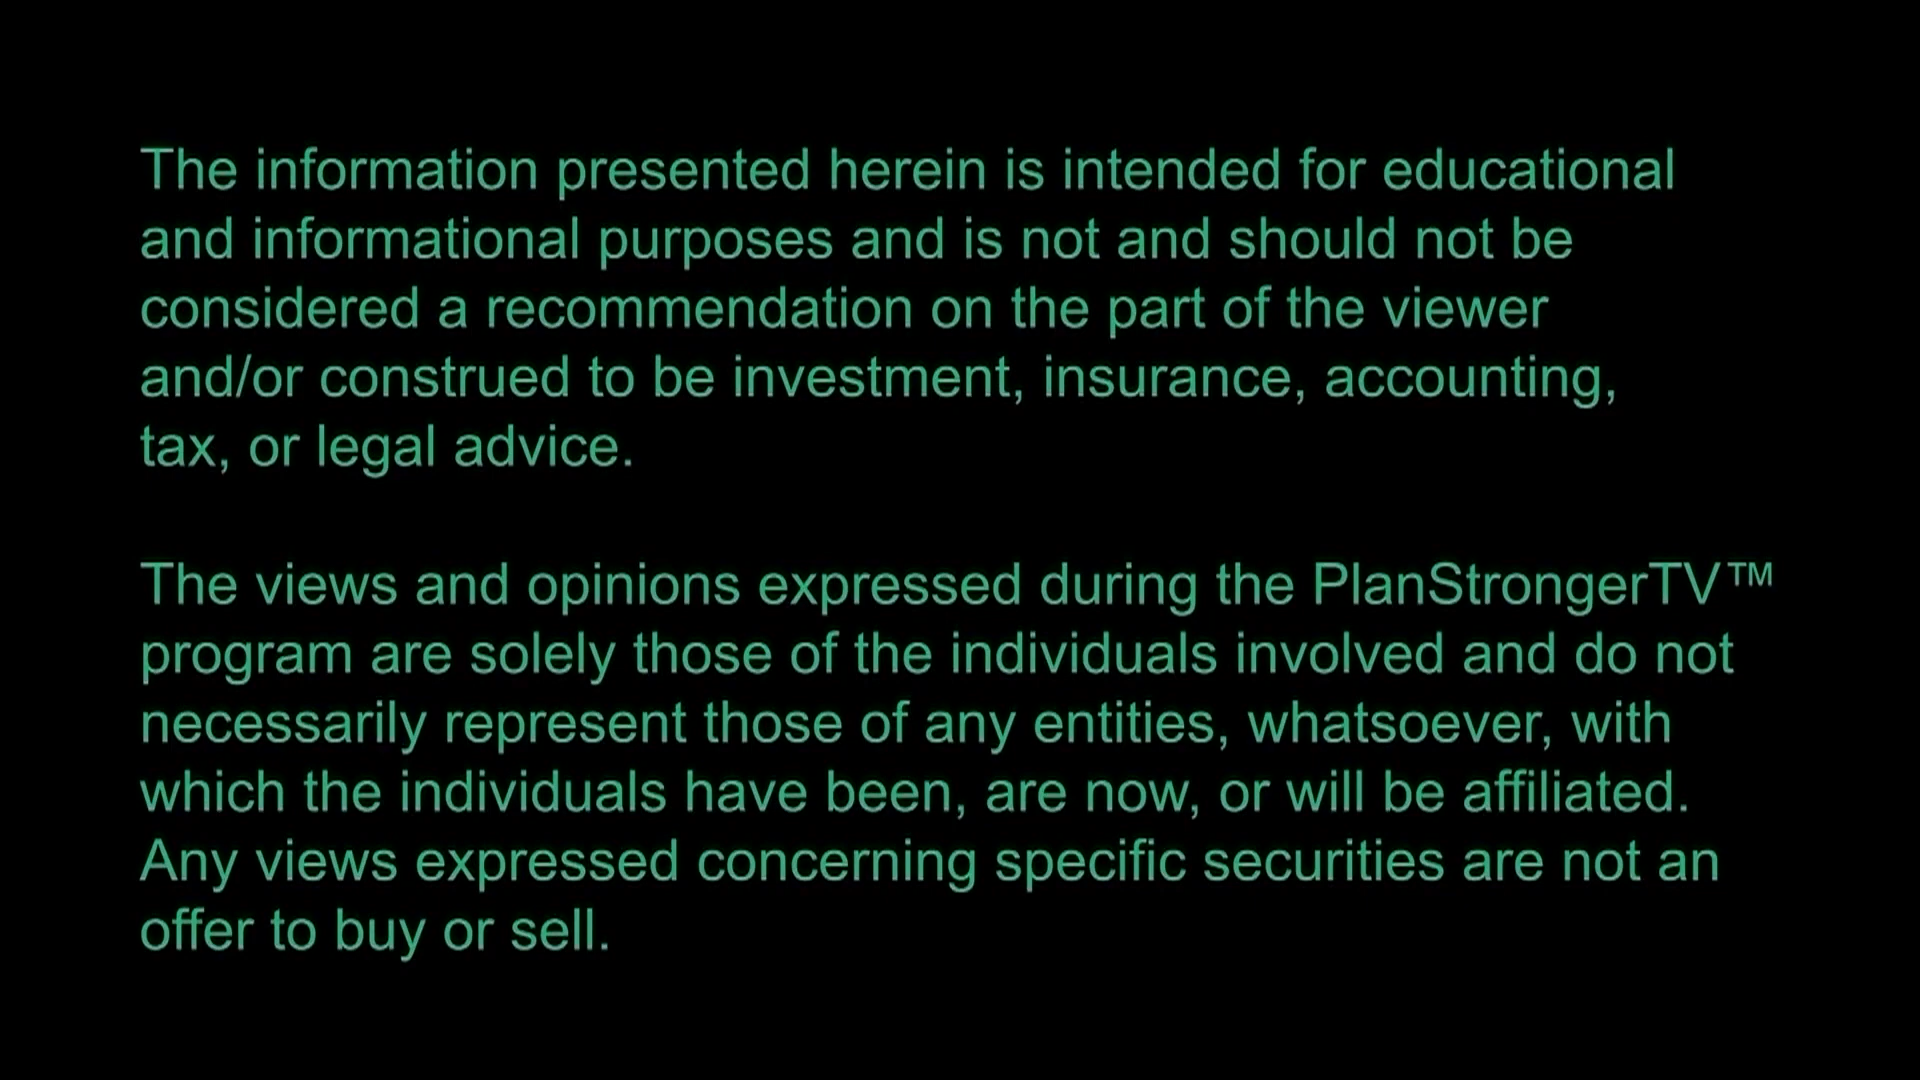 The information presented herein is intended for educational
and informational purposes and is not and should not be
considered a recommendation on the part of the viewer
and/or construed to be investment, insurance, accounting,
tax, or legal advice.
The views and opinions expressed during the PlanStrongerTV™
program are solely those of the individuals involved and do not
necessarily represent those of any entities, whatsoever, with
which the individuals have been, are now, or will be affiliated.
Any views expressed concerning specific securities are not an
offer to buy or sell.